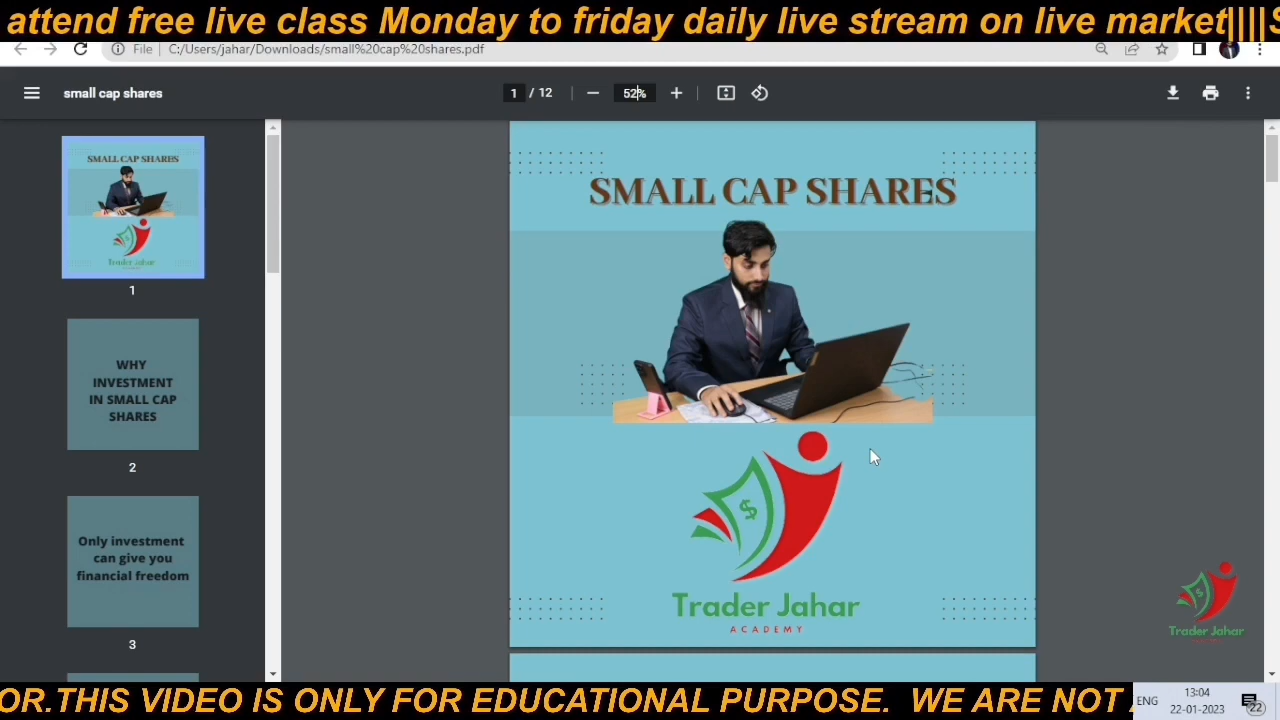 attend free live class Monday to friday daily live stream on live market||||S
File C:/Users/jahar/Downloads/small%20cap%20shares.pdf
small cap shares
1 / 12
52%
SMALL CAP SHARES
Trader Jahar
1
WHY
INVESTMENT
IN SMALL CAP
SHARES
2
Only investment
can give you
financial freedom
3
SMALL CAP SHARES
$
Trader Jahar
ACADEMY
$
Trader Jahar
OR.THIS VIDEO IS ONLY FOR EDUCATIONAL PURPOSE. WE ARE NOT
ENG
13:04
22-01-2023
22